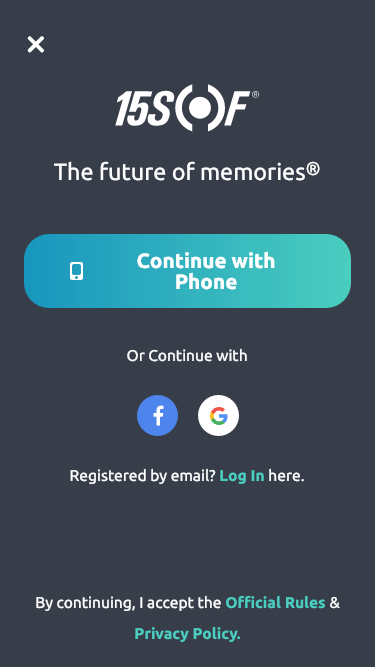 15SOF®
The future of memories®
Continue with
Phone
Or Continue with
Registered by email? Log In here.
By continuing, I accept the Official Rules &
Privacy Policy.